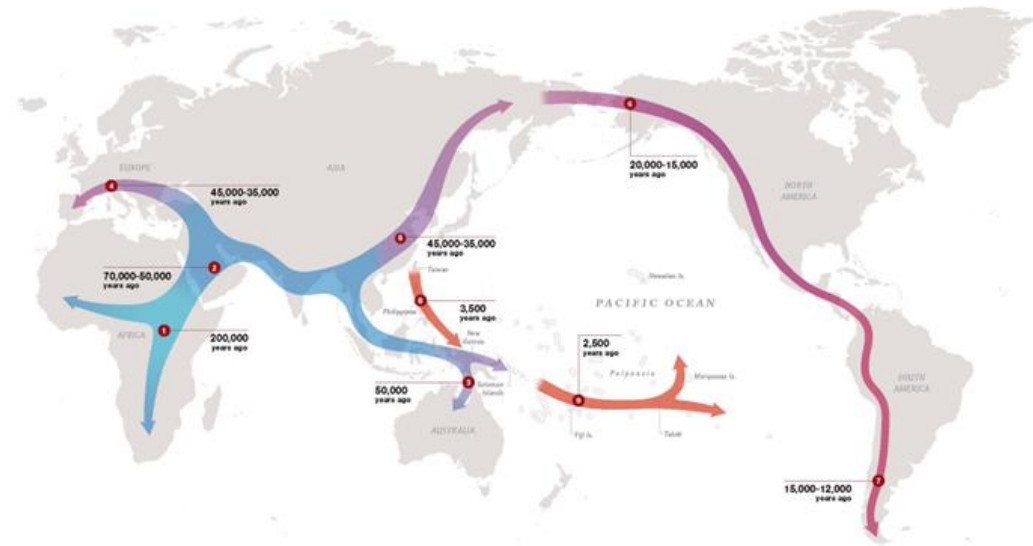 EUROPE
ASIA
4
45,000-35,000
years ago
6
20,000-15,000
years ago
NORTH
AMERICA
5
45,000-35,000
years ago
2
70,000-50,000
years ago
Taiwan
Hawaiian Is.
PACIFIC OCEAN
8
Philippines
3,500
years ago
1
AFRICA
200,000
years ago
New
Guinea
2,500
years ago
Polynesia
Marquesas Is.
3
50,000
years ago
Solomon
Islands
SOUTH
AMERICA
AUSTRALIA
Fiji Is.
Tahiti
15,000-12,000
years ago
7